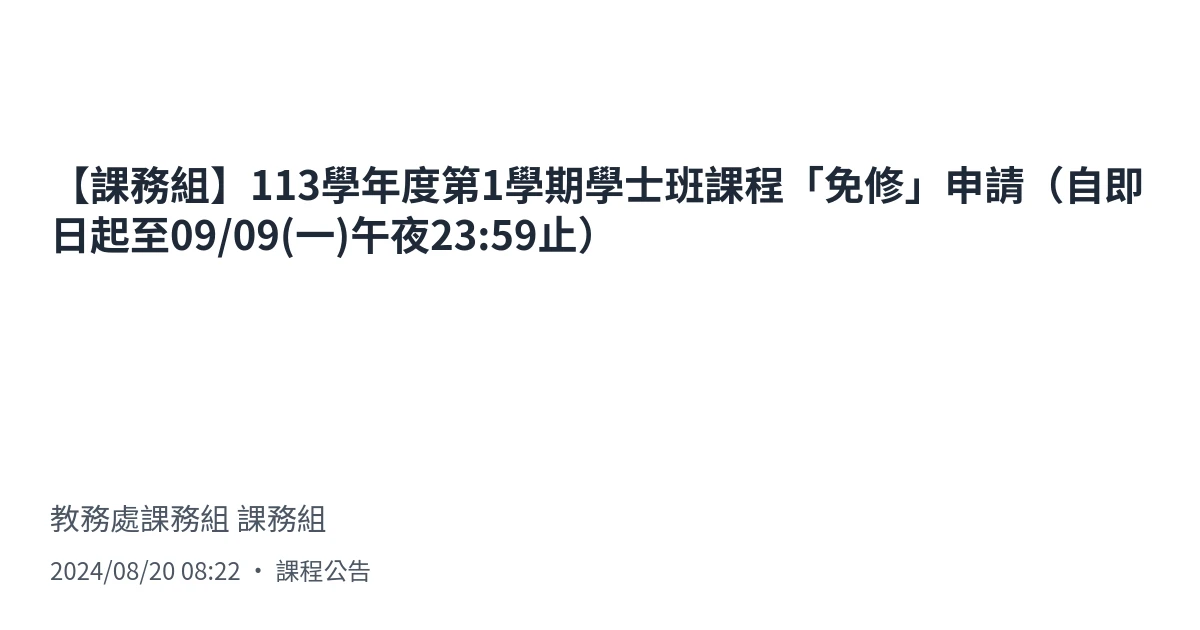 【課務組】113學年度第1學期學士班課程「免修」申請（自即
日起至09/09(一)午夜23:59止）
教務處課務組 課務組
2024/08/20 08:22 • 課程公告